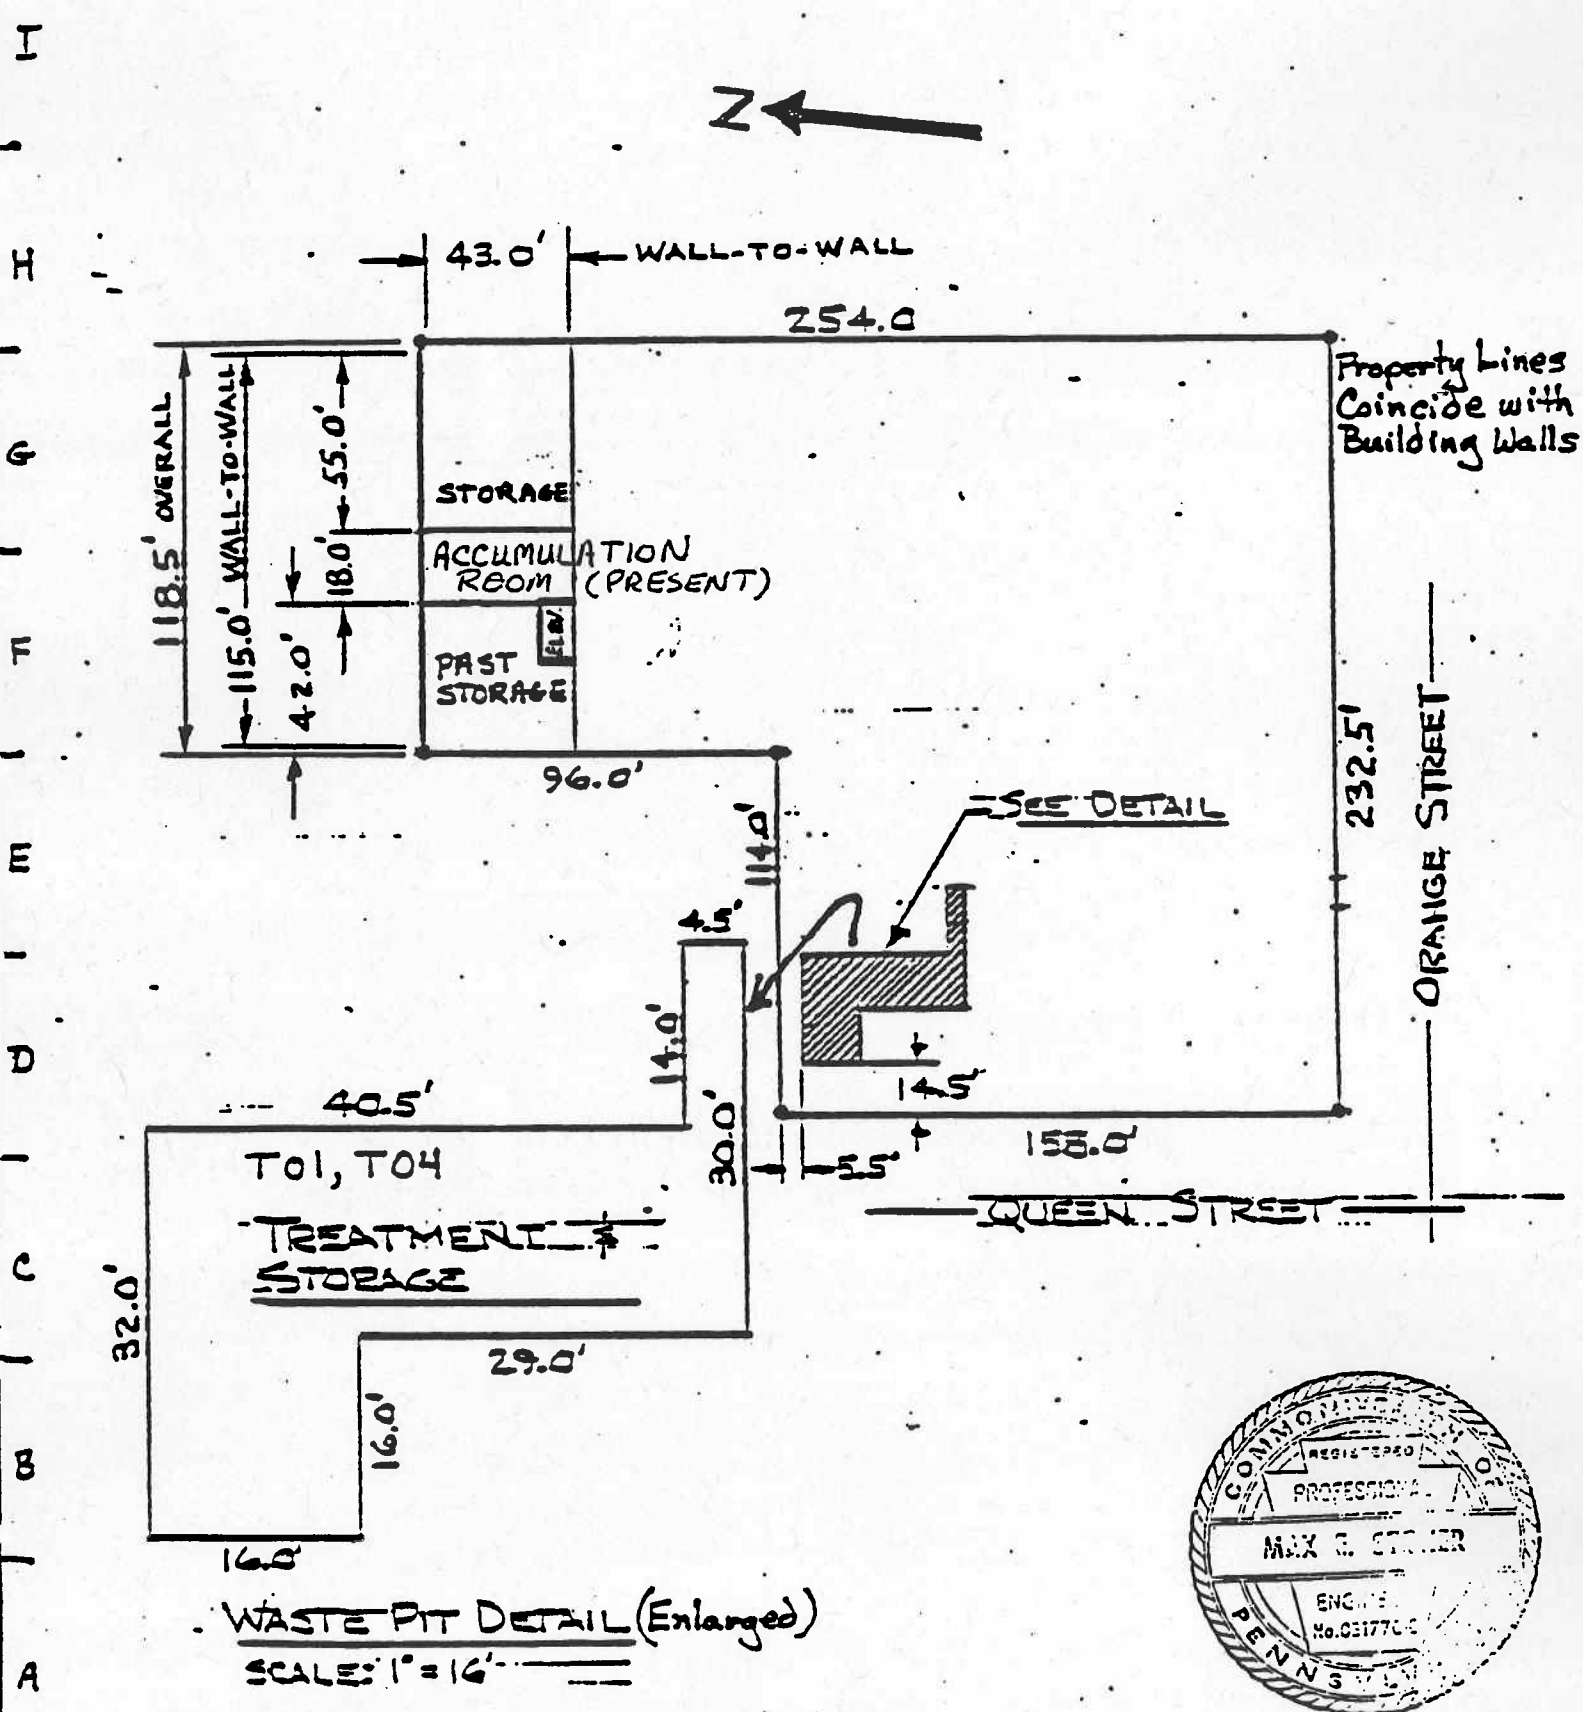 I
H
G
F
E
D
C
B
A
Z
43.0'
WALL-TO-WALL
254.0
Property Lines
Coincide with
Building Walls
118.5' OVERALL
115.0' WALL-TO-WALL
55.0'
18.0'
42.0'
STORAGE
ACCUMULATION
ROOM (PRESENT)
ELEV.
PAST
STORAGE
96.0'
114.0'
232.5'
ORANGE STREET
SEE DETAIL
4.5'
14.0'
30.0'
14.5'
5.5'
158.0'
QUEEN STREET
40.5'
T01, T04
TREATMENT &
STORAGE
32.0'
29.0'
16.0'
16.0'
WASTE PIT DETAIL (Enlarged)
SCALE: 1" = 16'
COMMONWEALTH OF
REGISTERED
PROFESSIONAL
MAX G.
PENNSYLV